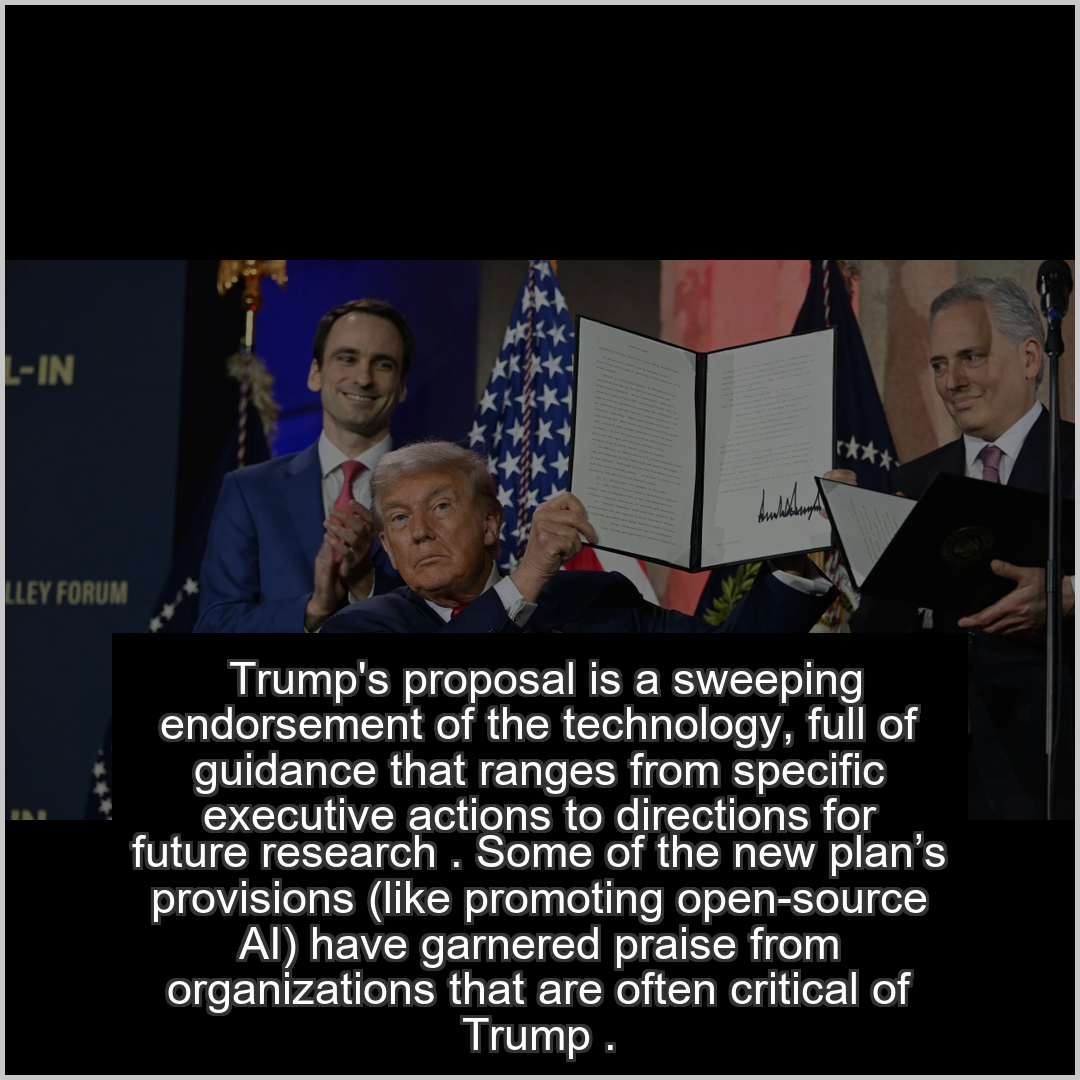 L-IN
LLEY FORUM
Trump's proposal is a sweeping
endorsement of the technology, full of
guidance that ranges from specific
executive actions to directions for
future research . Some of the new plan’s
provisions (like promoting open-source
AI) have garnered praise from
organizations that are often critical of
Trump .